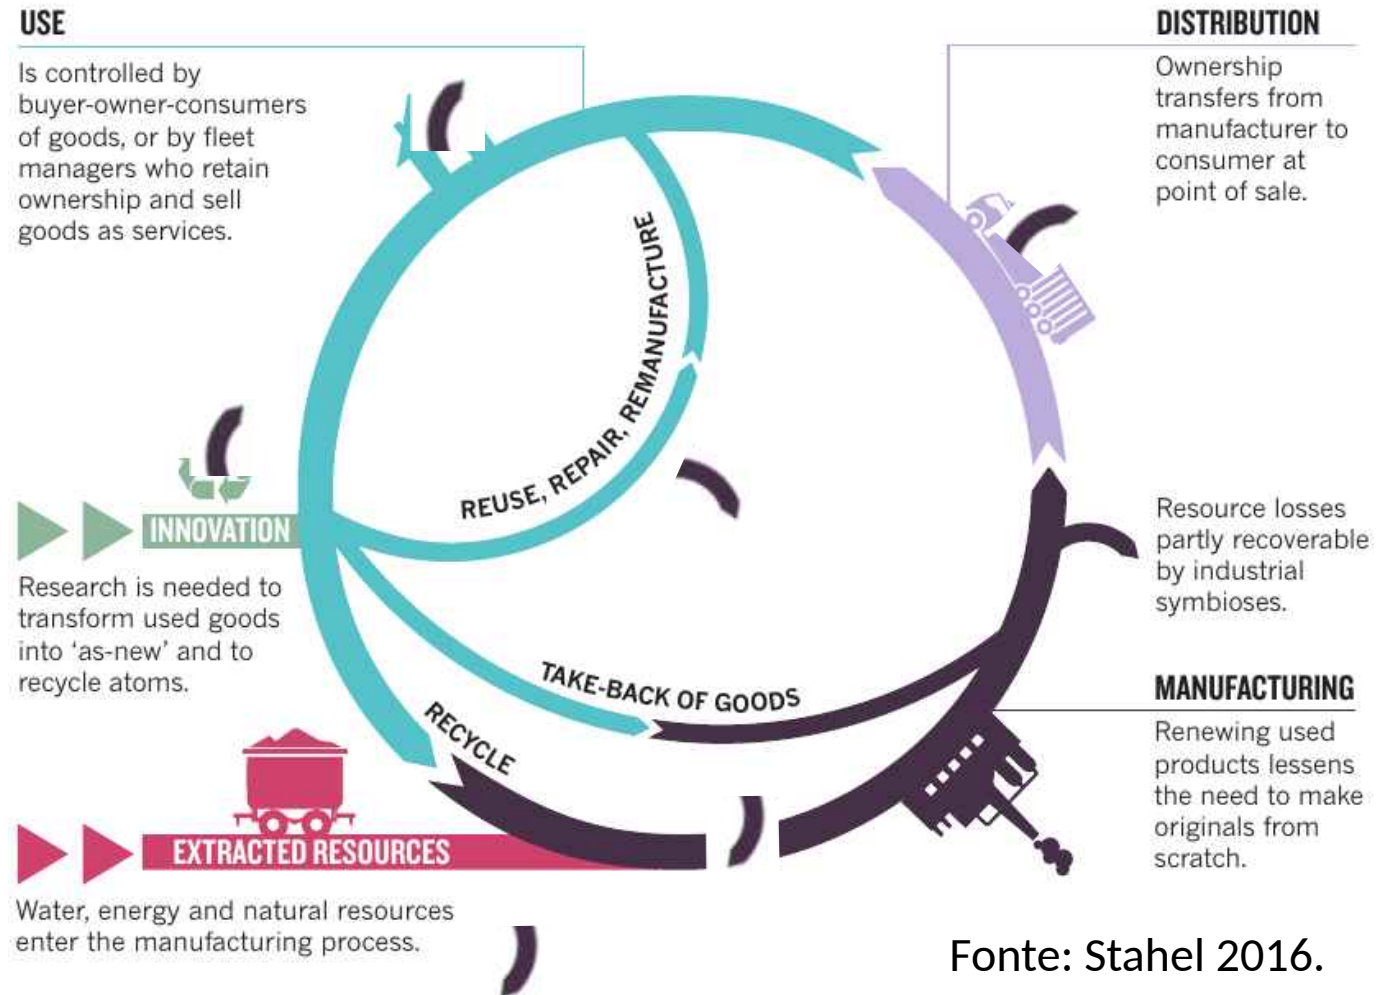 USE
Is controlled by
buyer-owner-consumers
of goods, or by fleet
managers who retain
ownership and sell
goods as services.
DISTRIBUTION
Ownership
transfers from
manufacturer to
consumer at
point of sale.
REUSE, REPAIR, REMANUFACTURE
INNOVATION
Research is needed to
transform used goods
into ‘as-new’ and to
recycle atoms.
Resource losses
partly recoverable
by industrial
symbioses.
TAKE-BACK OF GOODS
RECYCLE
MANUFACTURING
Renewing used
products lessens
the need to make
originals from
scratch.
EXTRACTED RESOURCES
Water, energy and natural resources
enter the manufacturing process.
Fonte: Stahel 2016.